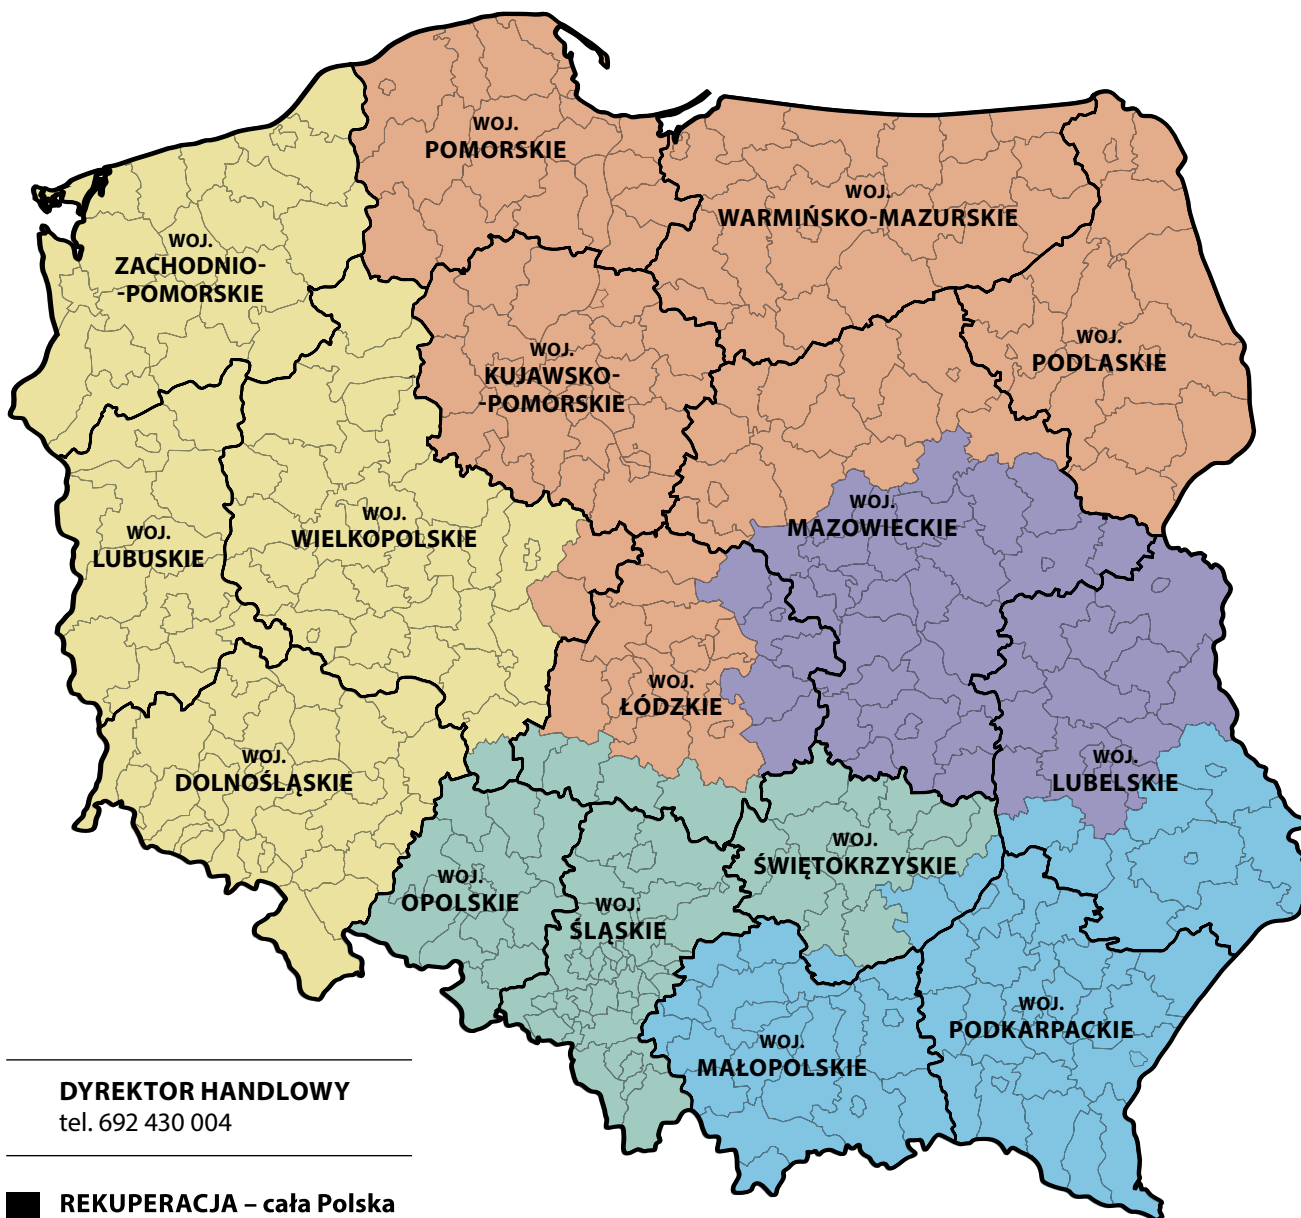 WOJ.
POMORSKIE
WOJ.
WARMIŃSKO-MAZURSKIE
WOJ.
ZACHODNIO-
-POMORSKIE
WOJ.
KUJAWSKO-
-POMORSKIE
WOJ.
PODLASKIE
WOJ.
LUBUSKIE
WOJ.
WIELKOPOLSKIE
WOJ.
MAZOWIECKIE
WOJ.
ŁÓDZKIE
WOJ.
DOLNOŚLĄSKIE
WOJ.
LUBELSKIE
WOJ.
OPOLSKIE
WOJ.
ŚLĄSKIE
WOJ.
ŚWIĘTOKRZYSKIE
WOJ.
MAŁOPOLSKIE
WOJ.
PODKARPACKIE
DYREKTOR HANDLOWY
tel. 692 430 004
REKUPERACJA – cała Polska